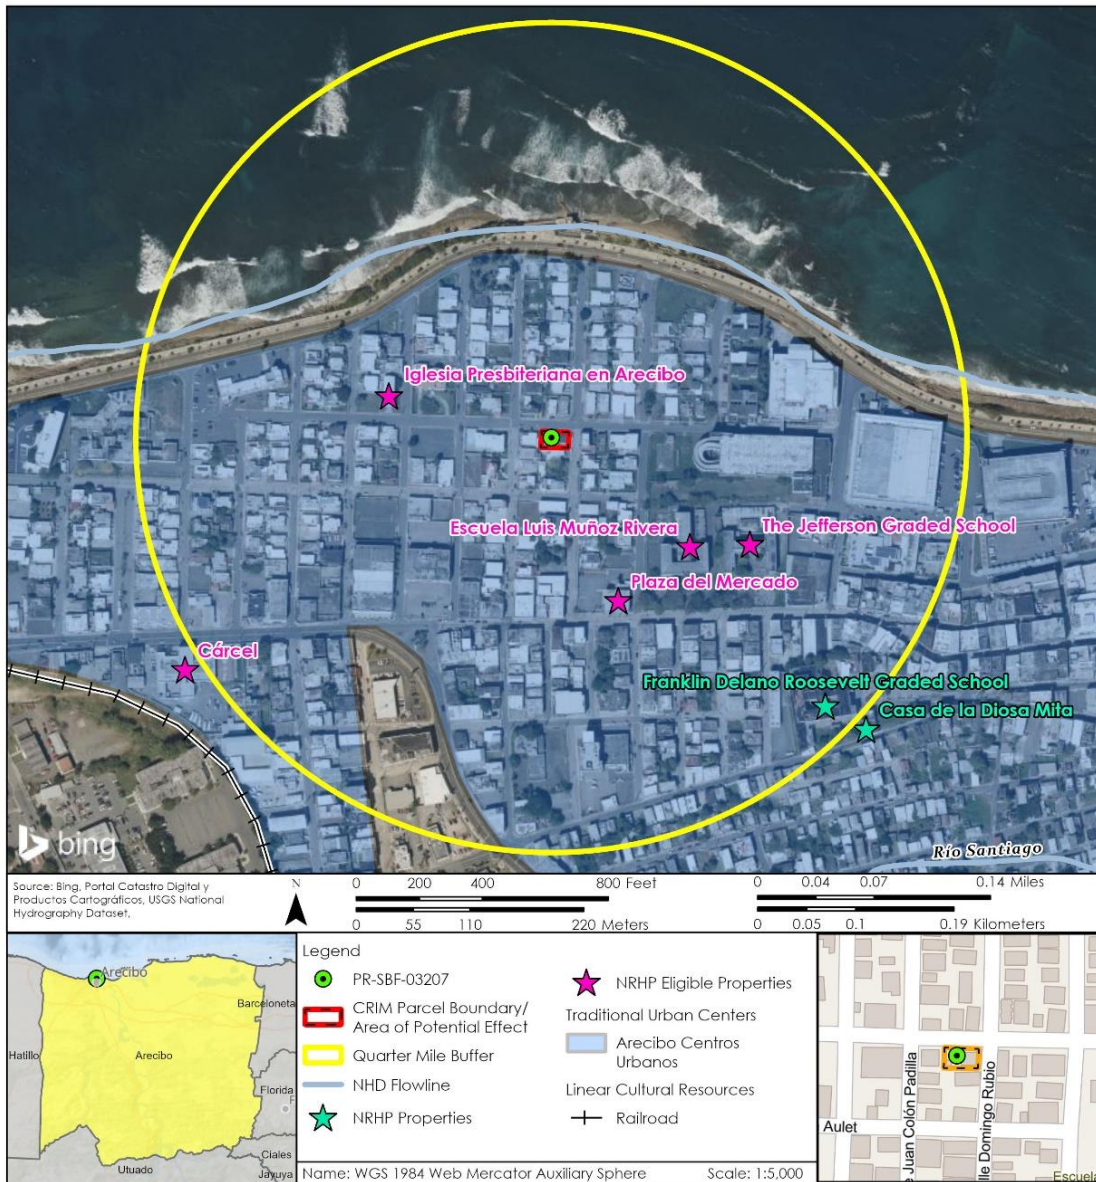 Iglesia Presbiteriana en Arecibo
Escuela Luis Muñoz Rivera
The Jefferson Graded School
Plaza del Mercado
Cárcel
Franklin Delano Roosevelt Graded School
Casa de la Diosa Mita
bing
Río Santiago
Source: Bing, Portal Catastro Digital y
Productos Cartográficos, USGS National
Hydrography Dataset,
N
0 200 400 800 Feet
0 55 110 220 Meters
0 0.04 0.07 0.14 Miles
0 0.05 0.1 0.19 Kilometers
Arecibo
Barceloneta
Hatillo
Arecibo
Florida
Ciales
Utuado
Jayuya
Legend
PR-SBF-03207
CRIM Parcel Boundary/
Area of Potential Effect
Quarter Mile Buffer
NHD Flowline
NRHP Properties
NRHP Eligible Properties
Traditional Urban Centers
Arecibo Centros
Urbanos
Linear Cultural Resources
Railroad
Name: WGS 1984 Web Mercator Auxiliary Sphere Scale: 1:5,000
Aulet
e Juan Colón Padilla
lle Domingo Rubio
Escuela